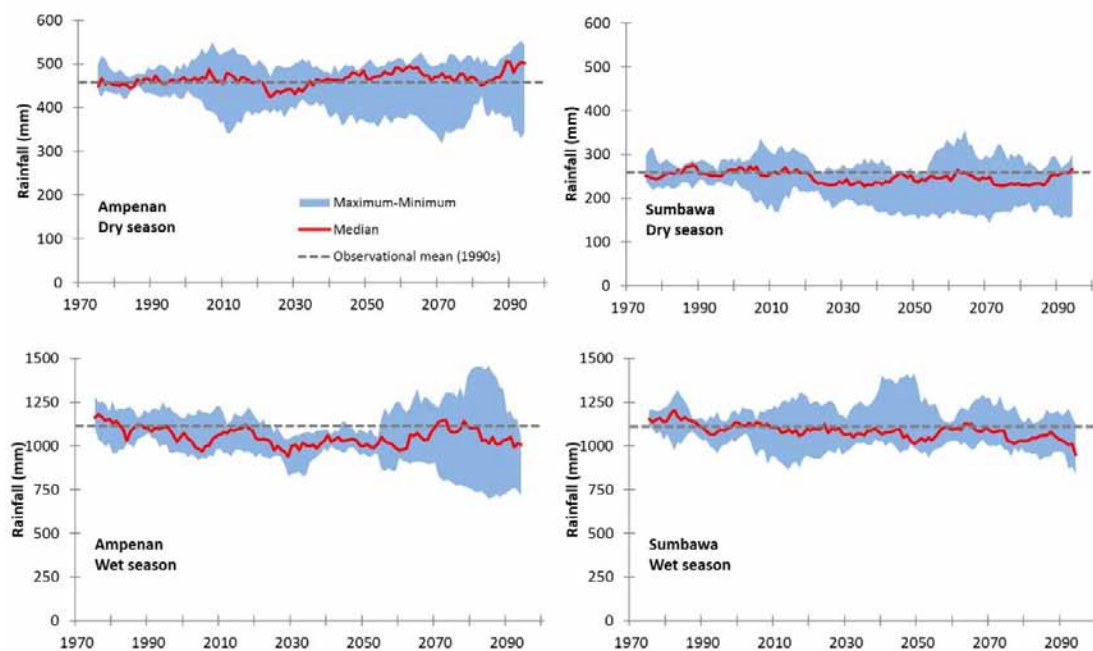 600
500
400
300
200
100
0
Rainfall (mm)
Ampenan
Dry season
Maximum-Minimum
Median
Observational mean (1990s)
1970 1990 2010 2030 2050 2070 2090
600
500
400
300
200
100
0
Rainfall (mm)
Sumbawa
Dry season
1970 1990 2010 2030 2050 2070 2090
1500
1250
1000
750
500
250
0
Rainfall (mm)
Ampenan
Wet season
1970 1990 2010 2030 2050 2070 2090
1500
1250
1000
750
500
250
0
Rainfall (mm)
Sumbawa
Wet season
1970 1990 2010 2030 2050 2070 2090